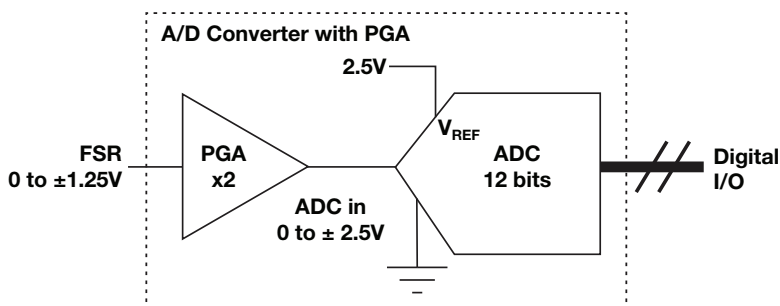 A/D Converter with PGA
2.5V
V_REF
FSR
0 to ±1.25V
PGA
x2
ADC in
0 to ± 2.5V
ADC
12 bits
Digital
I/O